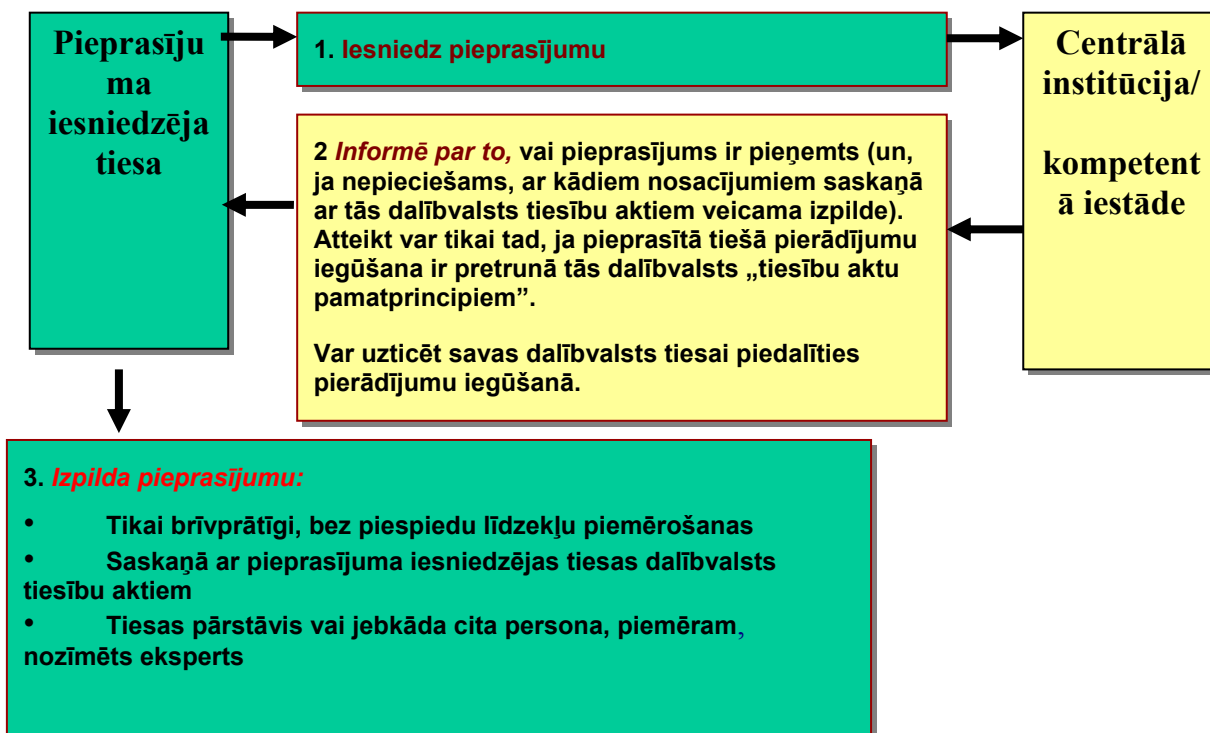 Pieprasīju
ma
iesniedzēja
tiesa
1. Iesniedz pieprasījumu
Centrālā
institūcija/
kompetent
ā iestāde
2 Informē par to, vai pieprasījums ir pieņemts (un,
ja nepieciešams, ar kādiem nosacījumiem saskaņā
ar tās dalībvalsts tiesību aktiem veicama izpilde).
Atteikt var tikai tad, ja pieprasītā tiešā pierādījumu
iegūšana ir pretrunā tās dalībvalsts „tiesību aktu
pamatprincipiem”.
Var uzticēt savas dalībvalsts tiesai piedalīties
pierādījumu iegūšanā.
3. Izpilda pieprasījumu:
• Tikai brīvprātīgi, bez piespiedu līdzekļu piemērošanas
• Saskaņā ar pieprasījuma iesniedzējas tiesas dalībvalsts
tiesību aktiem
• Tiesas pārstāvis vai jebkāda cita persona, piemēram,
nozīmēts eksperts